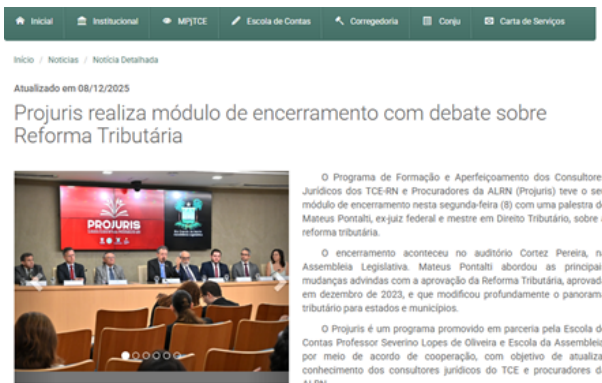 Inicial Institucional MPjTCE Escola de Contas Corregedoria Conju Carta de Serviços
Início / Noticias / Notícia Detalhada
Atualizado em 08/12/2025
Projuris realiza módulo de encerramento com debate sobre
Reforma Tributária
PROJURIS
O Programa de Formação e Aperfeiçoamento dos Consultore
Jurídicos dos TCE-RN e Procuradores da ALRN (Projuris) teve o se
módulo de encerramento nesta segunda-feira (8) com uma palestra d
Mateus Pontalti, ex-juiz federal e mestre em Direito Tributário, sobre
reforma tributária.
O encerramento aconteceu no auditório Cortez Pereira, n
Assembleia Legislativa. Mateus Pontalti abordou as principai
mudanças advindas com a aprovação da Reforma Tributária, aprovad
em dezembro de 2023, e que modificou profundamente o panoram
tributário para estados e municípios.
O Projuris é um programa promovido em parceria pela Escola d
Contas Professor Severino Lopes de Oliveira e Escola da Assembleia
por meio de acordo de cooperação, com objetivo de atualiza
conhecimento dos consultores jurídicos do TCE e procuradores d
ALRN